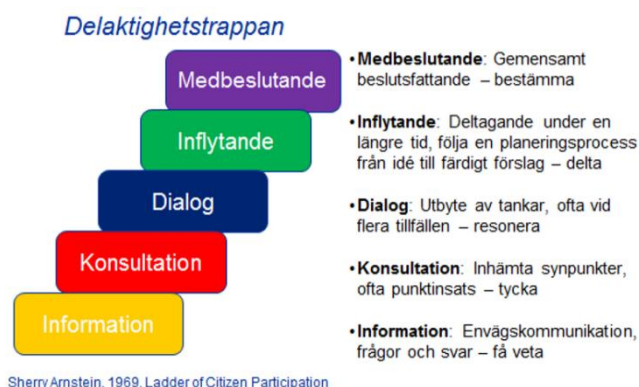 Delaktighetstrappan
Medbeslutande
Inflytande
Dialog
Konsultation
Information
• Medbeslutande: Gemensamt
beslutsfattande – bestämma
• Inflytande: Deltagande under en
längre tid, följa en planeringsprocess
från idé till färdigt förslag – delta
• Dialog: Utbyte av tankar, ofta vid
flera tillfällen – resonera
• Konsultation: Inhämta synpunkter,
ofta punktinsats – tycka
• Information: Envägskommunikation,
frågor och svar – få veta
Sherry Arnstein, 1969, Ladder of Citizen Participation